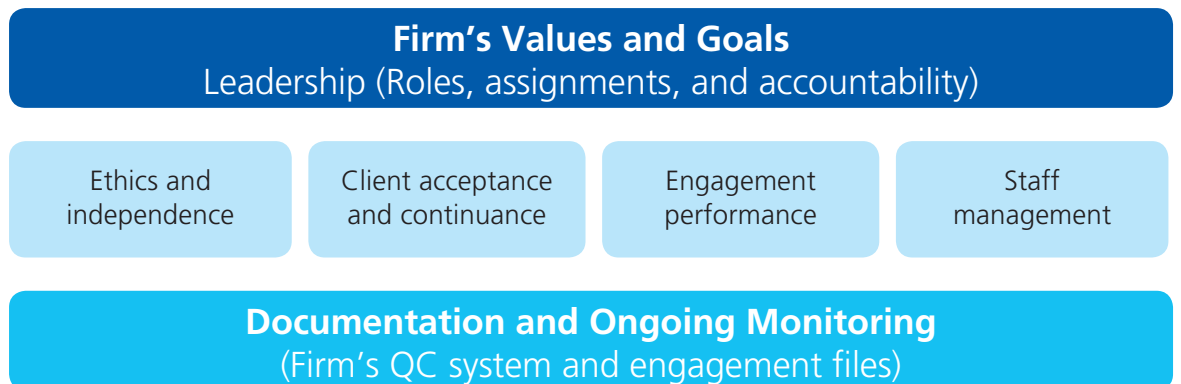 Firm’s Values and Goals
Leadership (Roles, assignments, and accountability)
Ethics and
independence
Client acceptance
and continuance
Engagement
performance
Staff
management
Documentation and Ongoing Monitoring
(Firm’s QC system and engagement files)